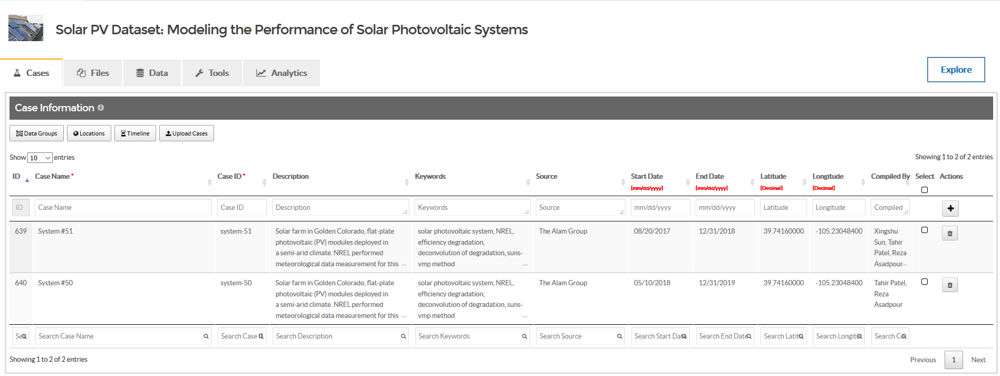 Solar PV Dataset: Modeling the Performance of Solar Photovoltaic Systems
Cases Files Data Tools Analytics Explore
Case Information
Data Groups Locations Timeline Upload Cases
Show 10 entries Showing 1 to 2 of 2 entries
ID Case Name * Case ID * Description Keywords Source Start Date End Date Latitude Longitude Compiled By Select Actions
[mm/dd/yyyy] [mm/dd/yyyy] [Decimal] [Decimal]
ID Case Name Case ID Description Keywords Source mm/dd/yyyy mm/dd/yyyy Latitude Longitude Compiled
639 System #51 system-51 Solar farm in Golden Colorado, flat-plate solar photovoltaic system, NREL, The Alam Group 08/20/2017 12/31/2018 39.74160000 -105.23048400 Xingshu
photovoltaic (PV) modules deployed in efficiency degradation, Sun, Tahir
a semi-arid climate. NREL performed deconvolution of degradation, suns- Patel, Reza
meteorological data measurement for this ... vmp method ... Asadpour...
640 System #50 system-50 Solar farm in Golden Colorado, flat-plate solar photovoltaic system, NREL, The Alam Group 05/10/2018 12/31/2019 39.74160000 -105.23048400 Tahir Patel,
photovoltaic (PV) modules deployed in efficiency degradation, Reza
a semi-arid climate. NREL performed deconvolution of degradation, suns- Asadpour
meteorological data measurement for this ... vmp method ...
Search Case Name Search Case Search Description Search Keywords Search Source Search Start Date Search End Date Search Search Search
Showing 1 to 2 of 2 entries Previous 1 Next